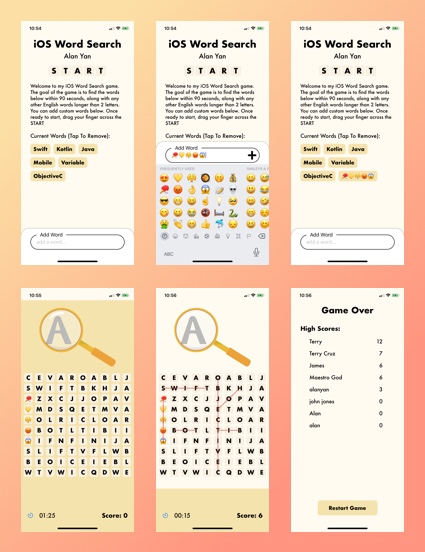 10:54
iOS Word Search
Alan Yan
S T A R T
Welcome to my iOS Word Search game.
The goal of the game is to find the words
below within 90 seconds, along with any
other English words longer than 2 letters.
You can add custom words below. Once
ready to start, drag your finger across the
START
Current Words (Tap To Remove):
Swift Kotlin Java
Mobile Variable
ObjectiveC
Add Word
add a word...
10:54
iOS Word Search
Alan Yan
S T A R T
Welcome to my iOS Word Search game.
The goal of the game is to find the words
below within 90 seconds, along with any
other English words longer than 2 letters.
You can add custom words below. Once
ready to start, drag your finger across the
START
Current Words (Tap To Remove):
Add Word
+
FREQUENTLY USED
ABC
10:54
iOS Word Search
Alan Yan
S T A R T
Welcome to my iOS Word Search game.
The goal of the game is to find the words
below within 90 seconds, along with any
other English words longer than 2 letters.
You can add custom words below. Once
ready to start, drag your finger across the
START
Current Words (Tap To Remove):
Swift Kotlin Java
Mobile Variable
ObjectiveC
Add Word
add a word...
10:55
A
C E V A R O A B L J
S W I F T B K H J A
Z X C J J O P A V
M D S Q E T M V A
O L R I C L O A R
B O T L T I B I I
I F N F I N I J A
S L I F T V F L W B
B E O I C E I E B L
W T V W I C Q D W E
01:25 Score: 0
10:56
A
C E V A R O A B L J
S W I F T B K H J A
Z X C J J O P A V
M D S Q E T M V A
O L R I C L O A R
B O T L T I B I I
I F N F I N I J A
S L I F T V F L W B
B E O I C E I E B L
W T V W I C Q D W E
00:15 Score: 6
10:56
Game Over
High Scores:
Terry 12
Terry Cruz 7
James 6
Maestro God 6
alanyan 3
john jones 0
Alan 0
alan 0
Restart Game